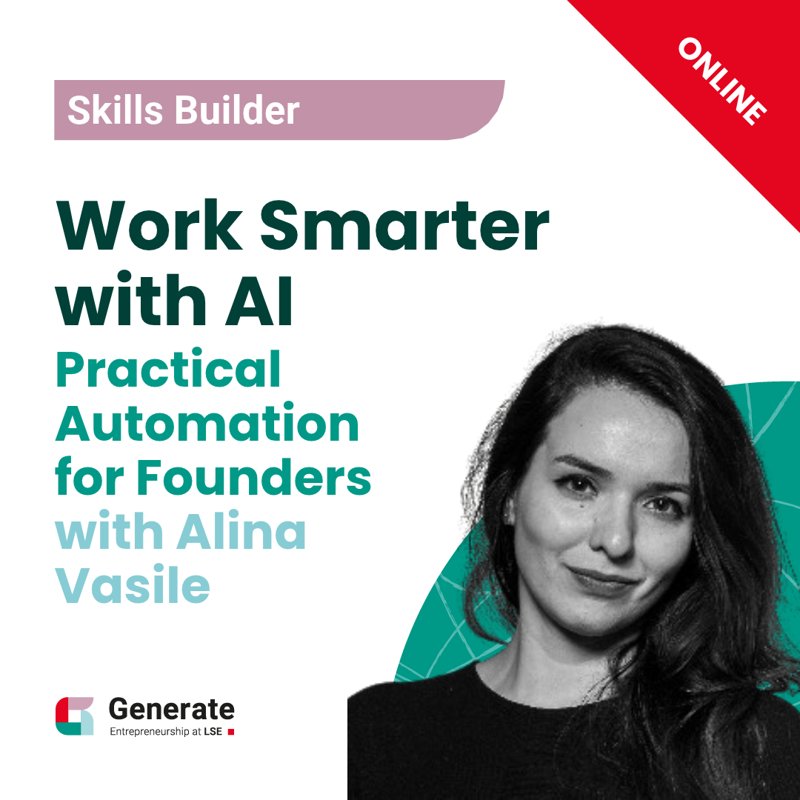 ONLINE
Skills Builder
Work Smarter
with AI
Practical
Automation
for Founders
with Alina
Vasile
Generate
Entrepreneurship at LSE